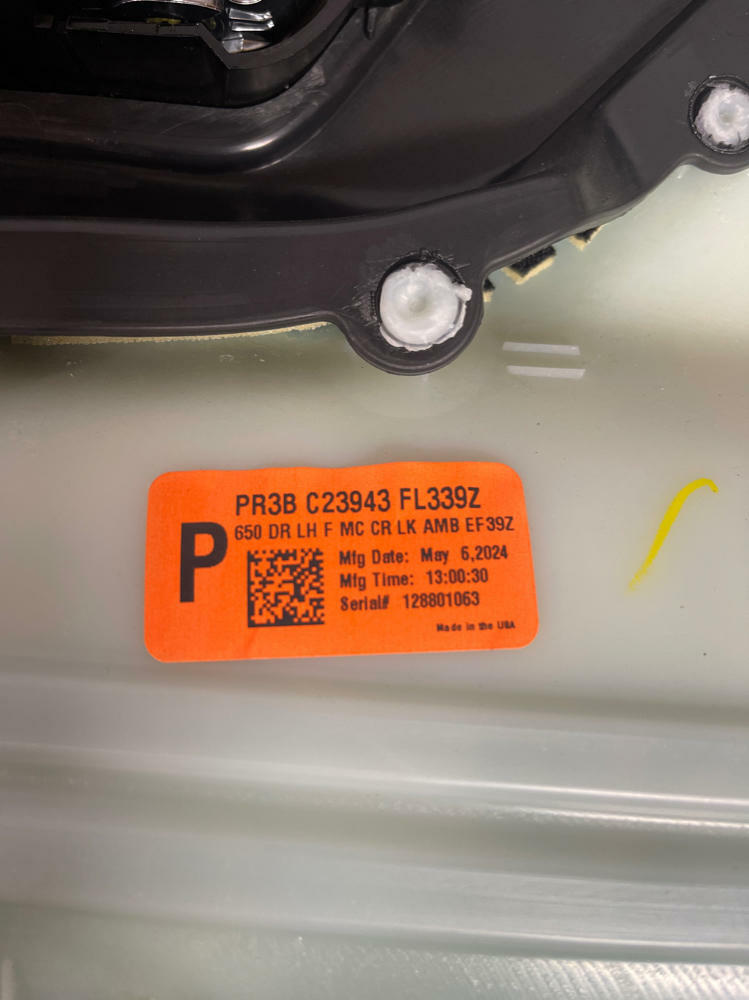 PR3B C23943 FL339Z
650 DR LH F MC CR LK AMB EF39Z
P
Mfg Date: May 6,2024
Mfg Time: 13:00:30
Serial# 128801063
Made in the USA